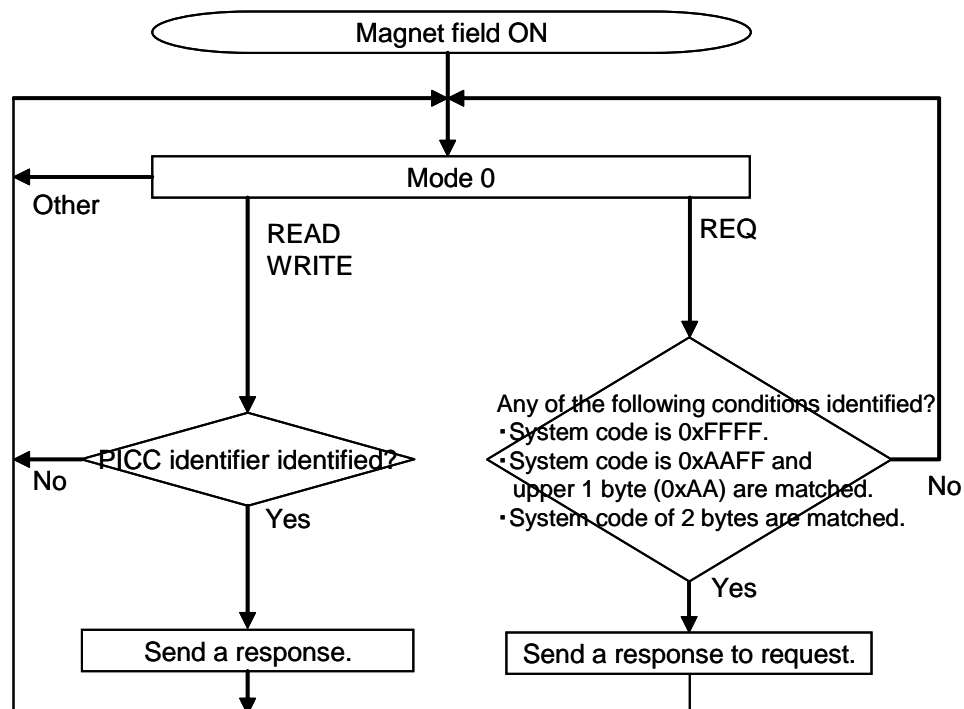 Magnet field ON
Mode 0
Other
READ
WRITE
REQ
Any of the following conditions identified?
・System code is 0xFFFF.
・System code is 0xAAFF and
upper 1 byte (0xAA) are matched.
・System code of 2 bytes are matched.
PICC identifier identified?
No
No
Yes
Yes
Send a response.
Send a response to request.